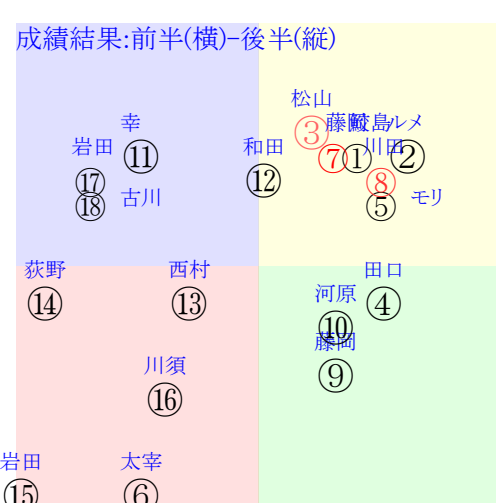 成績結果:前半(横)-後半(縦)
松山
③
幸
藤
鮫島
ルメ
岩田
⑪
和田
⑦
①
川田
②
⑰
⑫
⑧
⑱
古川
⑤
モリ
荻野
西村
田口
⑭
⑬
河原
④
⑩
藤岡
川須
⑨
⑯
岩田
太宰
⑮
⑥